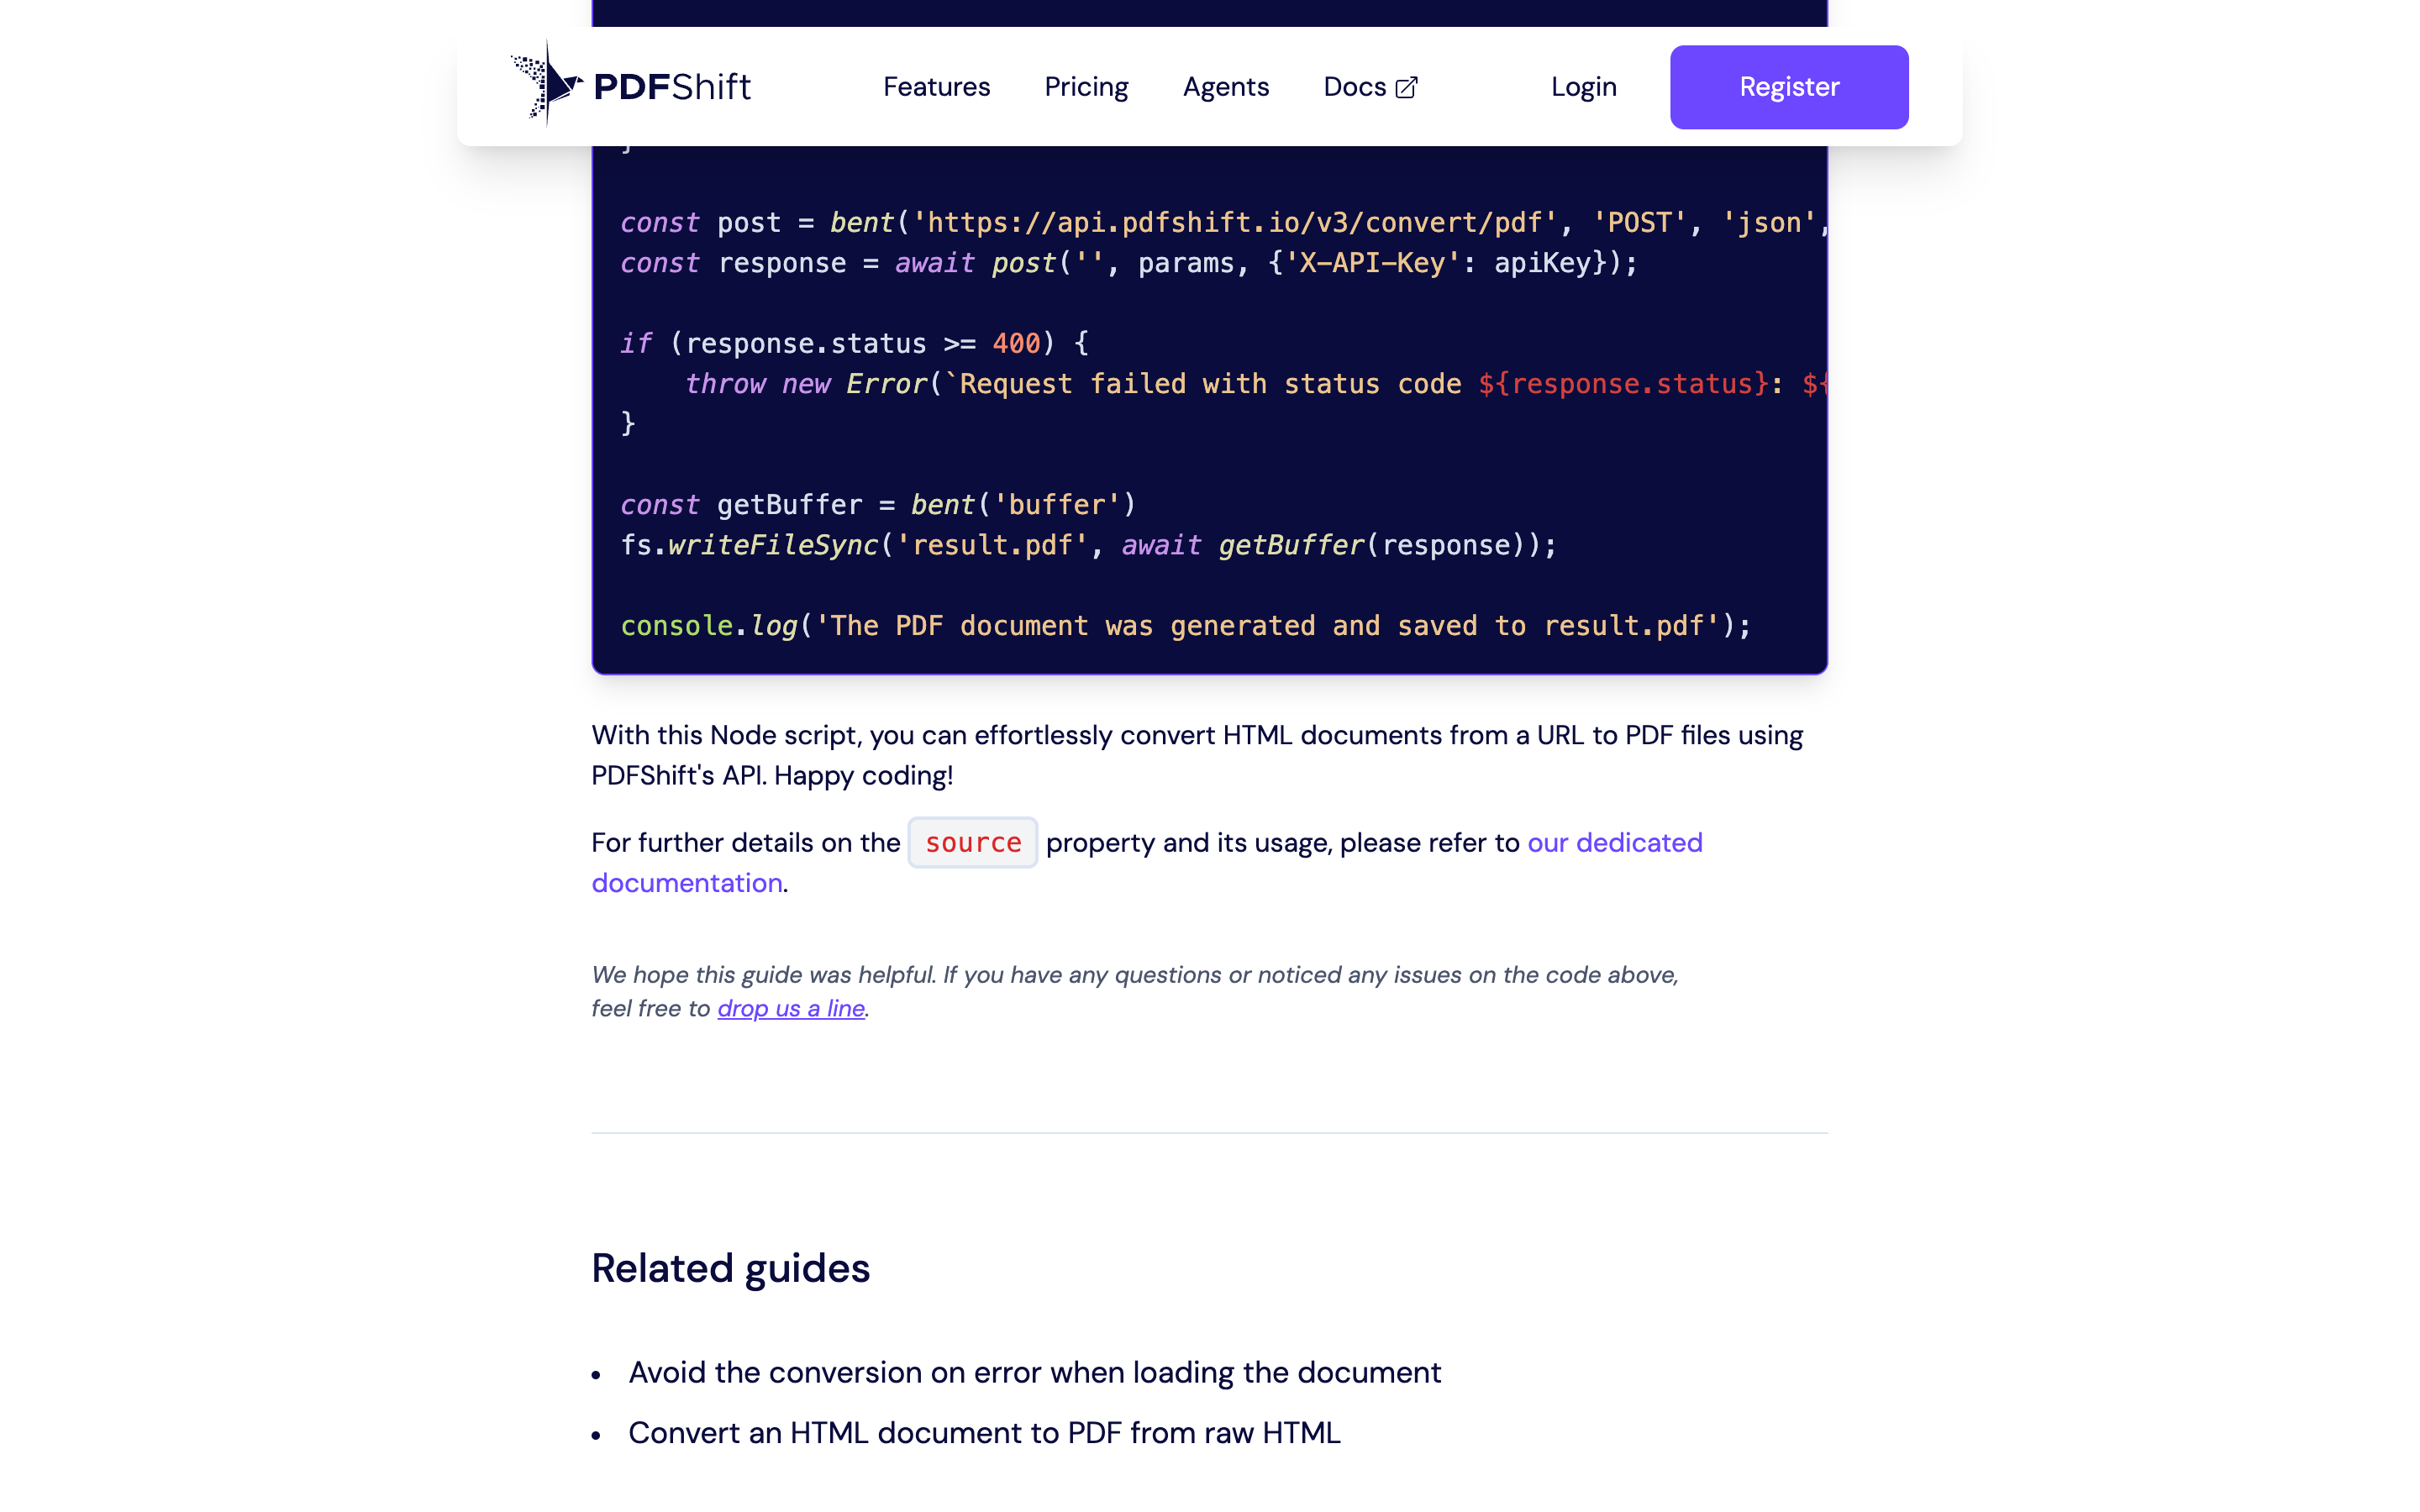 PDFShift
Features
Pricing
Agents
Docs
Login
Register
}
const post = bent('https://api.pdfshift.io/v3/convert/pdf', 'POST', 'json',
const response = await post('', params, {'X-API-Key': apiKey});
if (response.status >= 400) {
    throw new Error(`Request failed with status code ${response.status}: ${
}
const getBuffer = bent('buffer')
fs.writeFileSync('result.pdf', await getBuffer(response));
console.log('The PDF document was generated and saved to result.pdf');
With this Node script, you can effortlessly convert HTML documents from a URL to PDF files using
PDFShift's API. Happy coding!
For further details on the source property and its usage, please refer to our dedicated
documentation.
We hope this guide was helpful. If you have any questions or noticed any issues on the code above,
feel free to drop us a line.
Related guides
• Avoid the conversion on error when loading the document
• Convert an HTML document to PDF from raw HTML